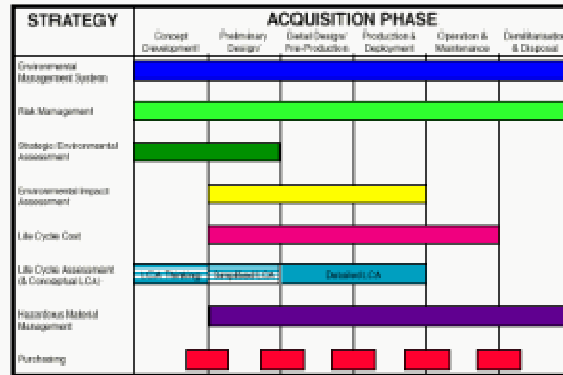 STRATEGY
ACQUISITION PHASE
Concept Development
Preliminary Design/
Detail Design/ Pre-Production
Production & Deployment
Operation & Maintenance
Demilitarisation & Disposal
Environmental
Management System
Risk Management
Strategic Environmental
Assessment
Environmental Impact
Assessment
Life Cycle Cost
Life Cycle Assessment
(& Conceptual LCA)
LCA Thinking
Simplified LCA
Detailed LCA
Hazardous Material
Management
Purchasing